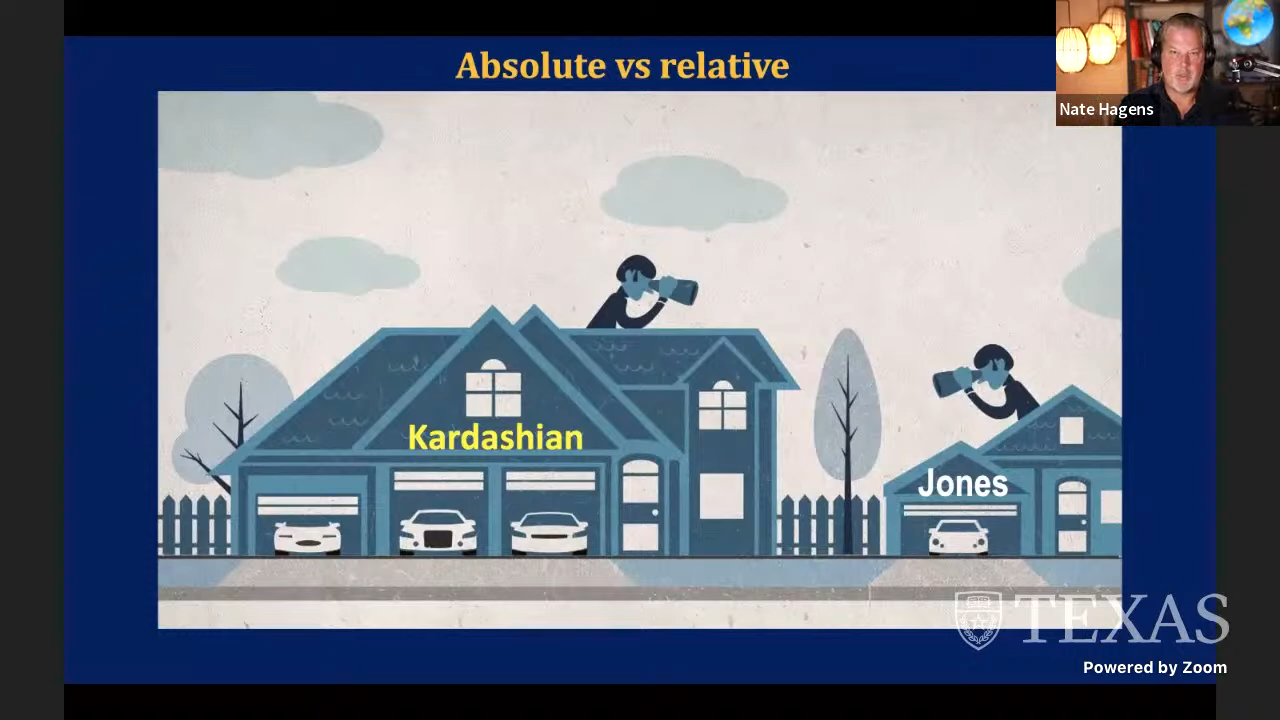 Absolute vs relative
Nate Hagens
Kardashian
Jones
TEXAS
Powered by Zoom